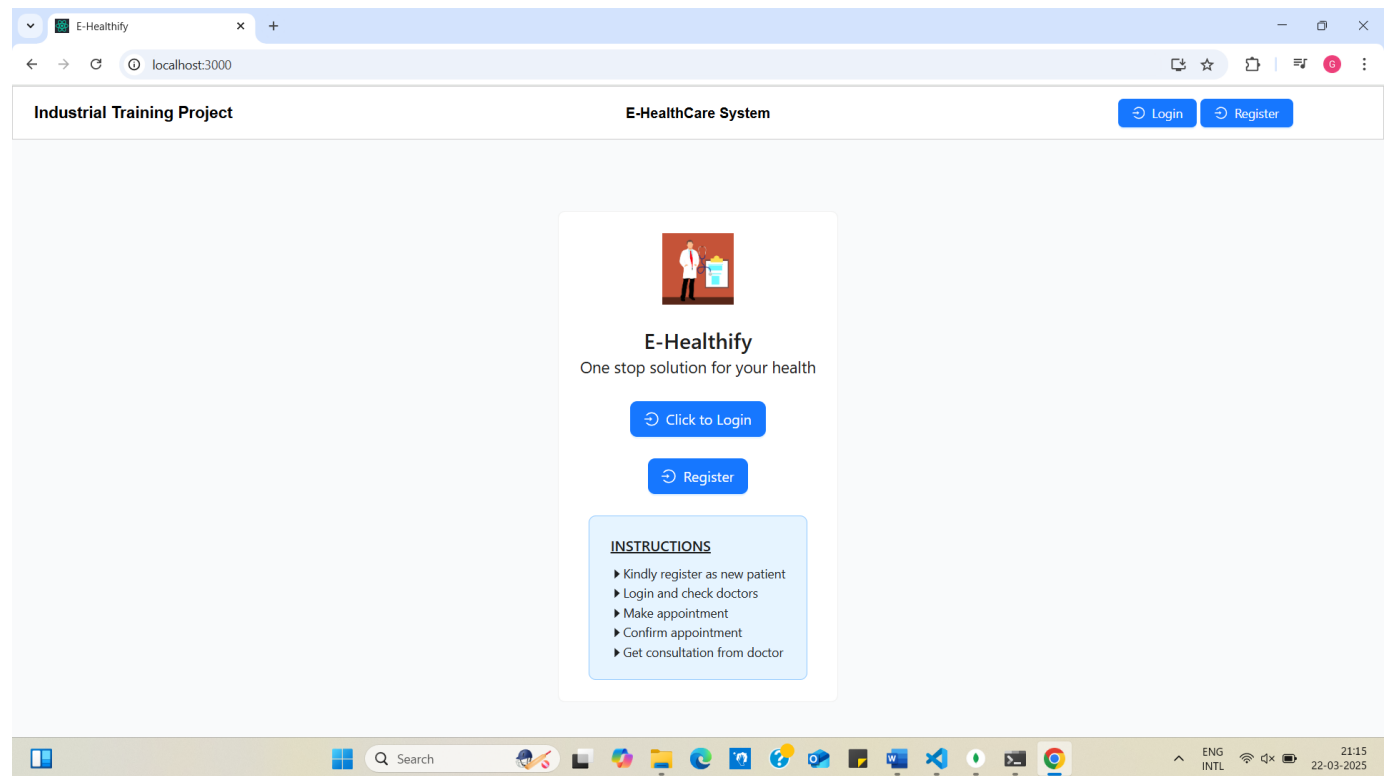 E-Healthify
localhost:3000
G
Industrial Training Project
E-HealthCare System
Login
Register
E-Healthify
One stop solution for your health
Click to Login
Register
INSTRUCTIONS
Kindly register as new patient
Login and check doctors
Make appointment
Confirm appointment
Get consultation from doctor
Search
ENG
INTL
21:15
22-03-2025